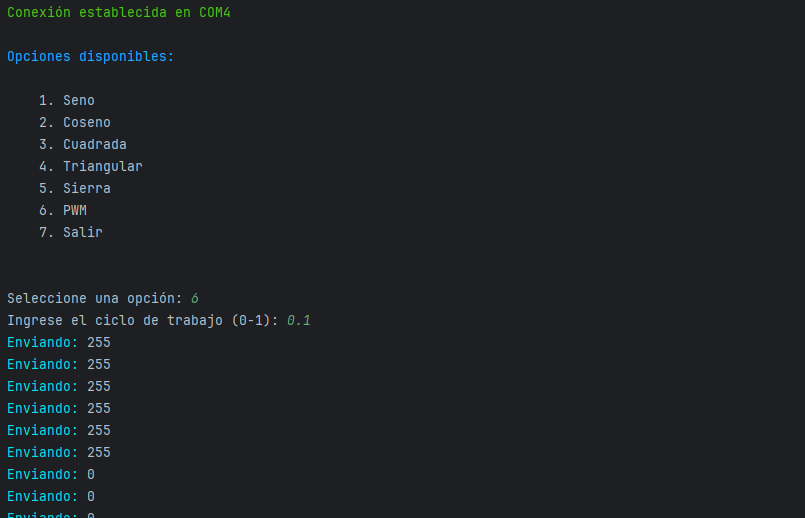 Conexión establecida en COM4
Opciones disponibles:
1. Seno
2. Coseno
3. Cuadrada
4. Triangular
5. Sierra
6. PWM
7. Salir
Seleccione una opción: 6
Ingrese el ciclo de trabajo (0-1): 0.1
Enviando: 255
Enviando: 255
Enviando: 255
Enviando: 255
Enviando: 255
Enviando: 255
Enviando: 0
Enviando: 0
Enviando: 0